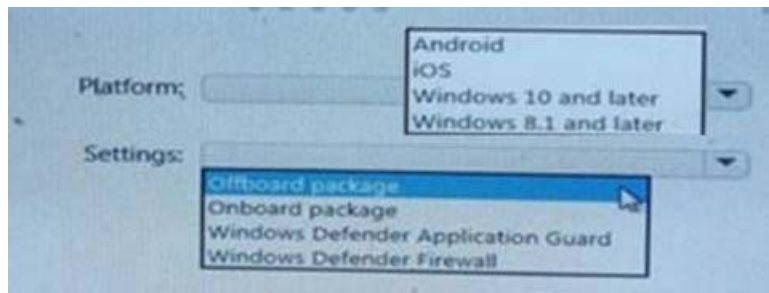 Android
iOS
Platform:
Windows 10 and later
Windows 8.1 and later
Settings:
Offboard package
Onboard package
Windows Defender Application Guard
Windows Defender Firewall